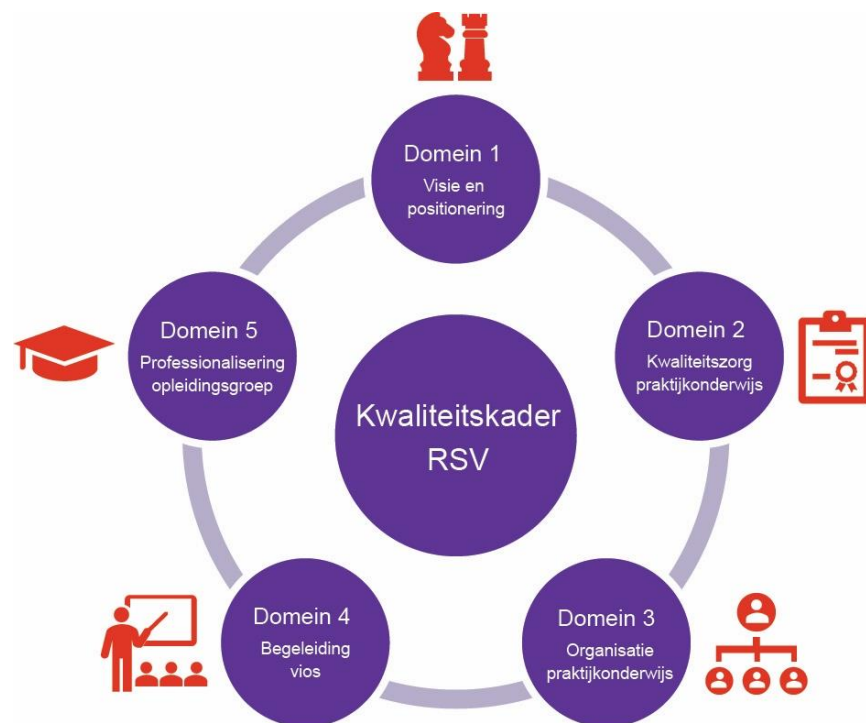 Domein 1
Visie en
positionering
Domein 2
Kwaliteitszorg
praktijkonderwijs
Domein 3
Organisatie
praktijkonderwijs
Domein 4
Begeleiding
vios
Domein 5
Professionalisering
opleidingsgroep
Kwaliteitskader
RSV